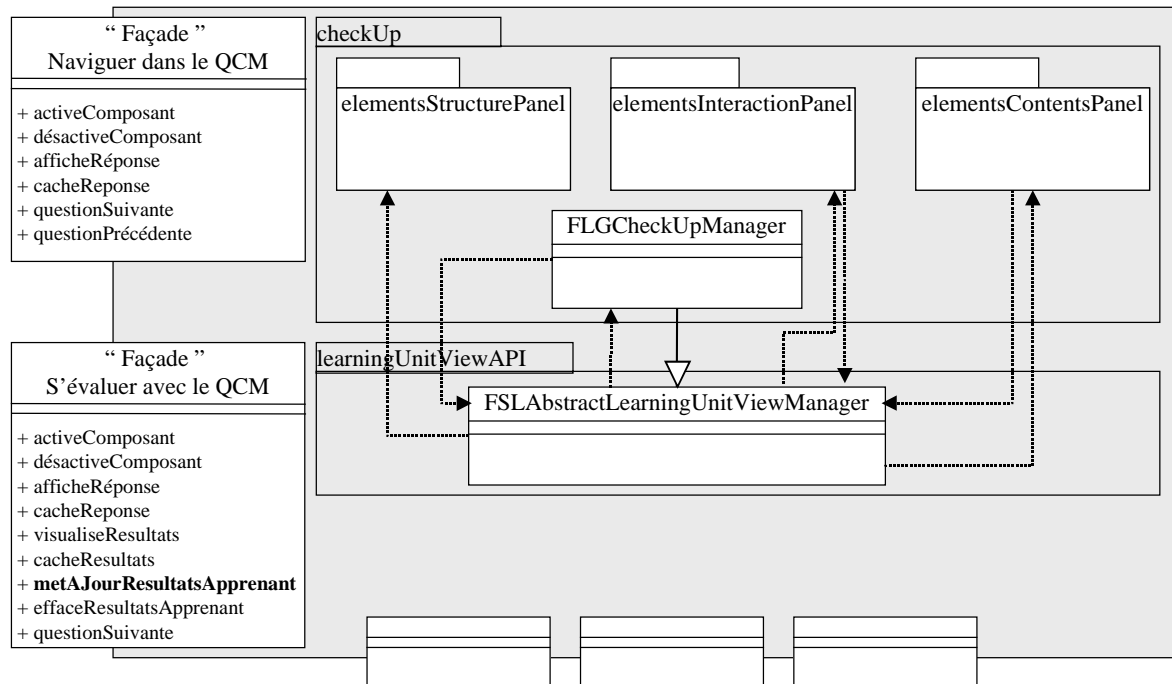 “ Façade ”
Naviguer dans le QCM
+ activeComposant
+ désactiveComposant
+ afficheRéponse
+ cacheReponse
+ questionSuivante
+ questionPrécédente
checkUp
elementsStructurePanel
elementsInteractionPanel
elementsContentsPanel
FLGCheckUpManager
“ Façade ”
S’évaluer avec le QCM
+ activeComposant
+ désactiveComposant
+ afficheRéponse
+ cacheReponse
+ visualiseResultats
+ cacheResultats
+ metAJourResultatsApprenant
+ effaceResultatsApprenant
+ questionSuivante
learningUnitViewAPI
FSLAbstractLearningUnitViewManager